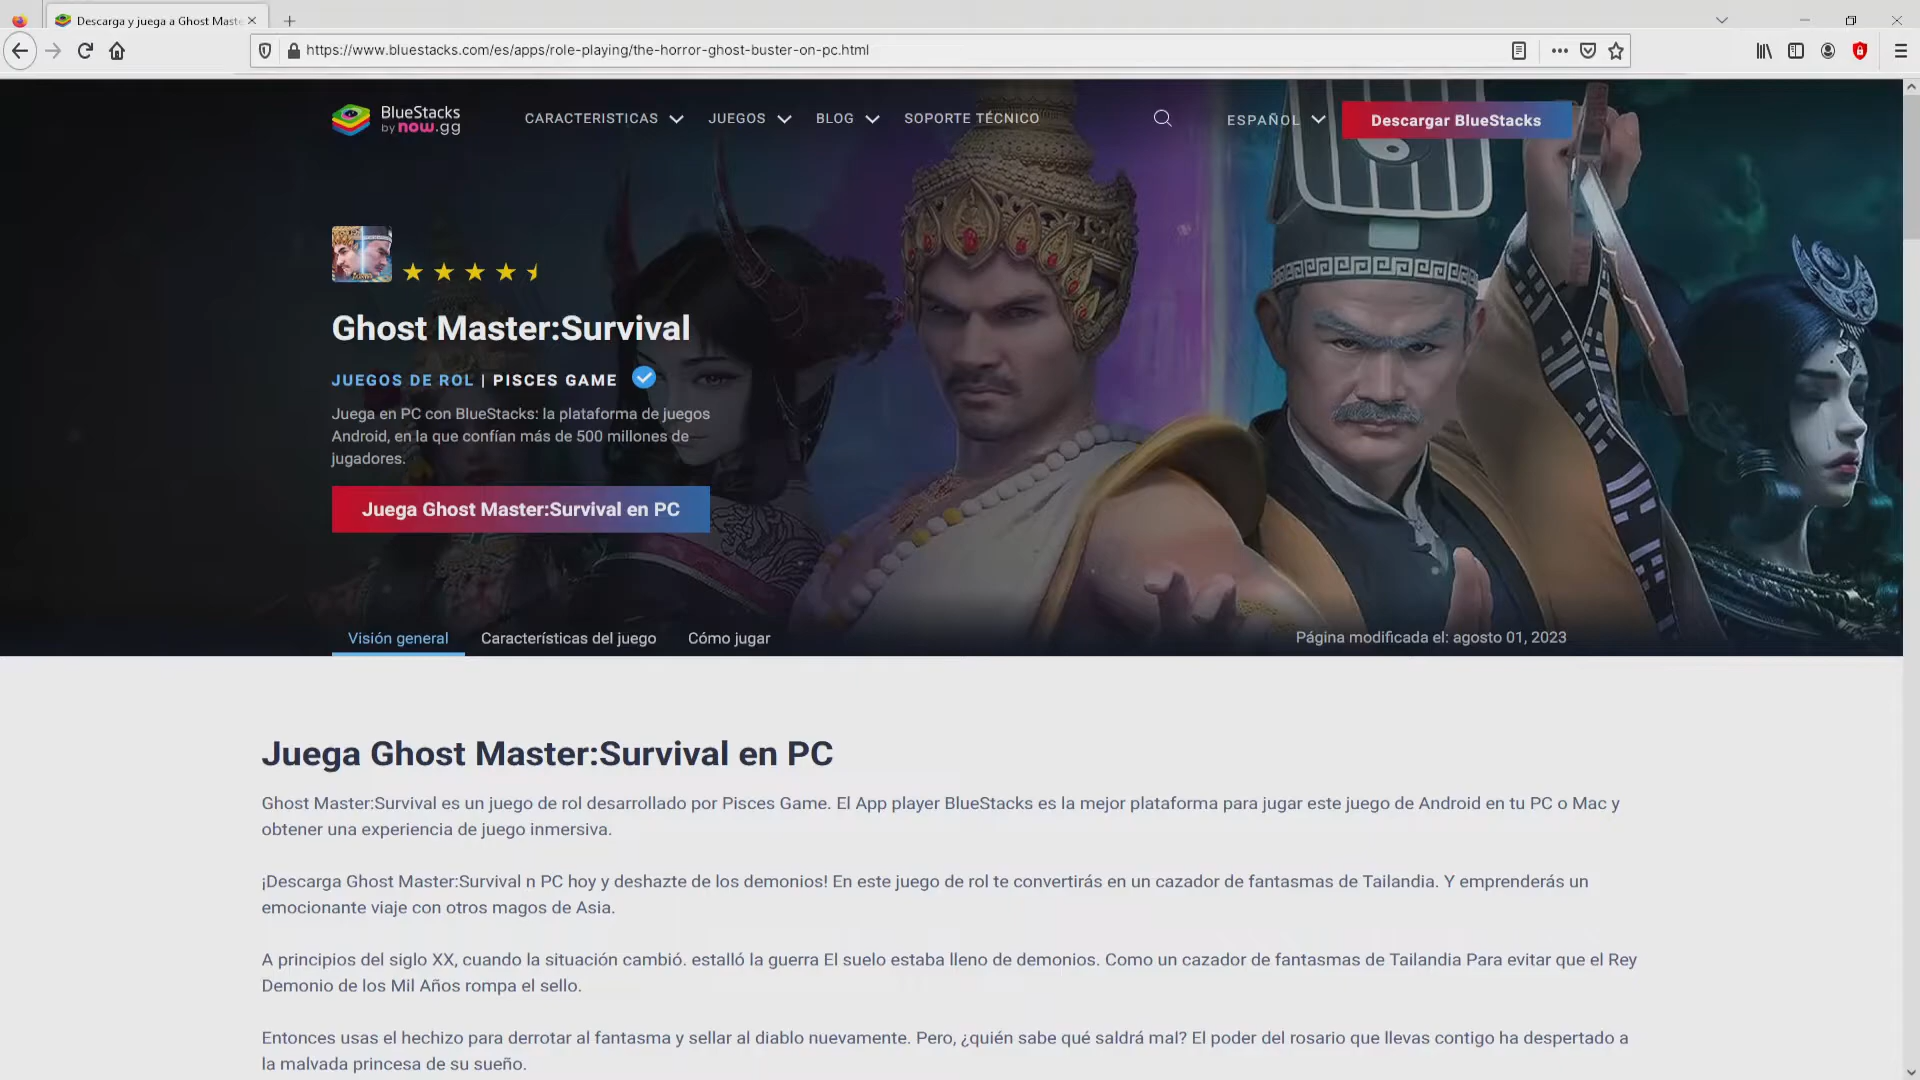 Descarga y juega a Ghost Maste
https://www.bluestacks.com/es/apps/role-playing/the-horror-ghost-buster-on-pc.html
BlueStacks
by now.gg
CARACTERISTICAS
JUEGOS
BLOG
SOPORTE TÉCNICO
ESPAÑOL
Descargar BlueStacks
Ghost Master:Survival
JUEGOS DE ROL | PISCES GAME
Juega en PC con BlueStacks: la plataforma de juegos
Android, en la que confían más de 500 millones de
jugadores.
Juega Ghost Master:Survival en PC
Visión general
Características del juego
Cómo jugar
Página modificada el: agosto 01, 2023
Juega Ghost Master:Survival en PC
Ghost Master:Survival es un juego de rol desarrollado por Pisces Game. El App player BlueStacks es la mejor plataforma para jugar este juego de Android en tu PC o Mac y
obtener una experiencia de juego inmersiva.
¡Descarga Ghost Master:Survival n PC hoy y deshazte de los demonios! En este juego de rol te convertirás en un cazador de fantasmas de Tailandia. Y emprenderás un
emocionante viaje con otros magos de Asia.
A principios del siglo XX, cuando la situación cambió. estalló la guerra El suelo estaba lleno de demonios. Como un cazador de fantasmas de Tailandia Para evitar que el Rey
Demonio de los Mil Años rompa el sello.
Entonces usas el hechizo para derrotar al fantasma y sellar al diablo nuevamente. Pero, ¿quién sabe qué saldrá mal? El poder del rosario que llevas contigo ha despertado a
la malvada princesa de su sueño.